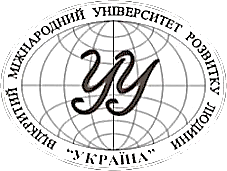 ВІДКРИТИЙ МІЖНАРОДНИЙ УНІВЕРСИТЕТ РОЗВИТКУ ЛЮДИНИ
УУ
"УКРАЇНА"